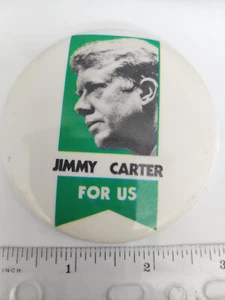 JIMMY CARTER
FOR US
INCH 1 2 3